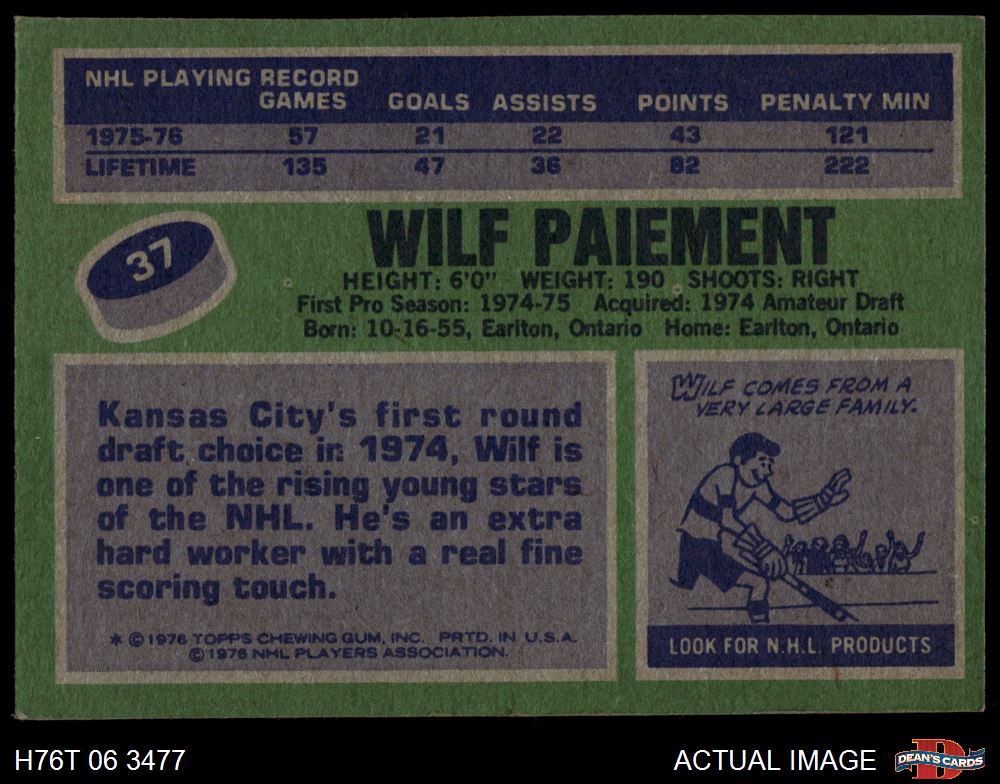 NHL PLAYING RECORD
GAMES GOALS ASSISTS POINTS PENALTY MIN
1975-76 57 21 22 43 121
LIFETIME 135 47 36 82 222
37
WILF PAIEMENT
HEIGHT: 6'0" WEIGHT: 190 SHOOTS: RIGHT
First Pro Season: 1974-75 Acquired: 1974 Amateur Draft
Born: 10-16-55, Earlton, Ontario Home: Earlton, Ontario
Kansas City's first round
draft choice in 1974, Wilf is
one of the rising young stars
of the NHL. He's an extra
hard worker with a real fine
scoring touch.
* ©1976 TOPPS CHEWING GUM, INC. PRTD. IN U.S.A.
©1976 NHL PLAYERS ASSOCIATION.
WILF COMES FROM A
VERY LARGE FAMILY.
LOOK FOR N.H.L. PRODUCTS
H76T 06 3477
ACTUAL IMAGE
D
DEAN'S CARDS